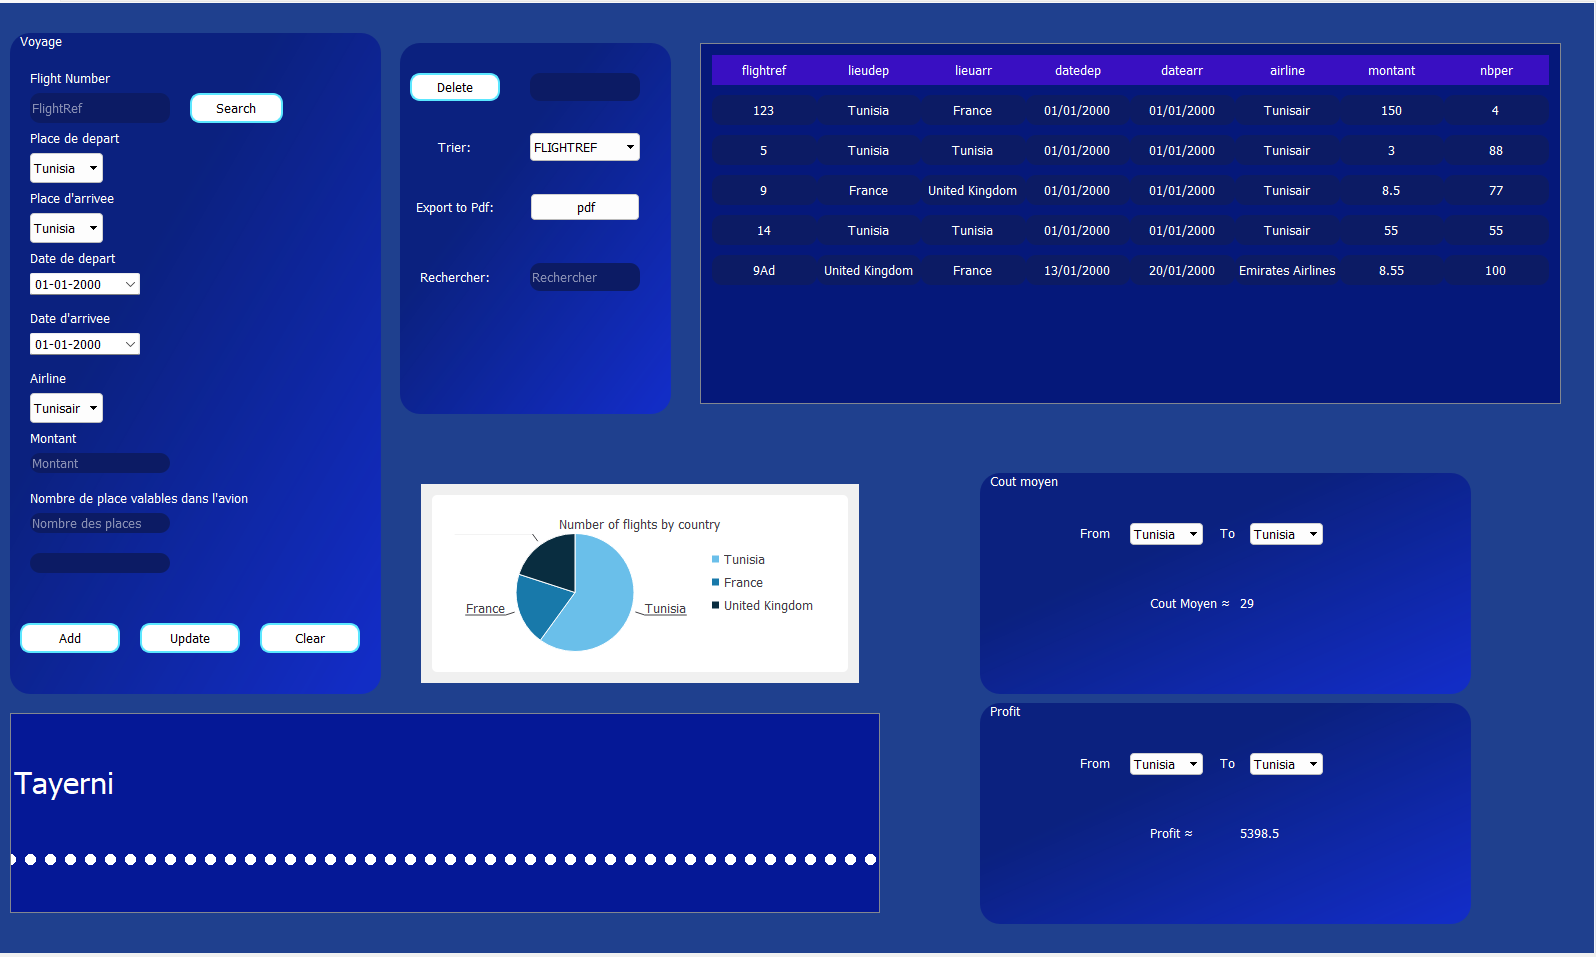 Voyage
Flight Number
FlightRef Search
Place de depart
Tunisia
Place d'arrivee
Tunisia
Date de depart
01-01-2000
Date d'arrivee
01-01-2000
Airline
Tunisair
Montant
Montant
Nombre de place valables dans l'avion
Nombre des places
Add Update Clear
Delete
Trier: FLIGHTREF
Export to Pdf: pdf
Rechercher: Rechercher
flightref lieudep lieuarr datedep datearr airline montant nbper
123 Tunisia France 01/01/2000 01/01/2000 Tunisair 150 4
5 Tunisia Tunisia 01/01/2000 01/01/2000 Tunisair 3 88
9 France United Kingdom 01/01/2000 01/01/2000 Tunisair 8.5 77
14 Tunisia Tunisia 01/01/2000 01/01/2000 Tunisair 55 55
9Ad United Kingdom France 13/01/2000 20/01/2000 Emirates Airlines 8.55 100
Number of flights by country
Tunisia
France
United Kingdom
France Tunisia
Cout moyen
From Tunisia To Tunisia
Cout Moyen ≈ 29
Profit
From Tunisia To Tunisia
Profit ≈ 5398.5
Tayerni